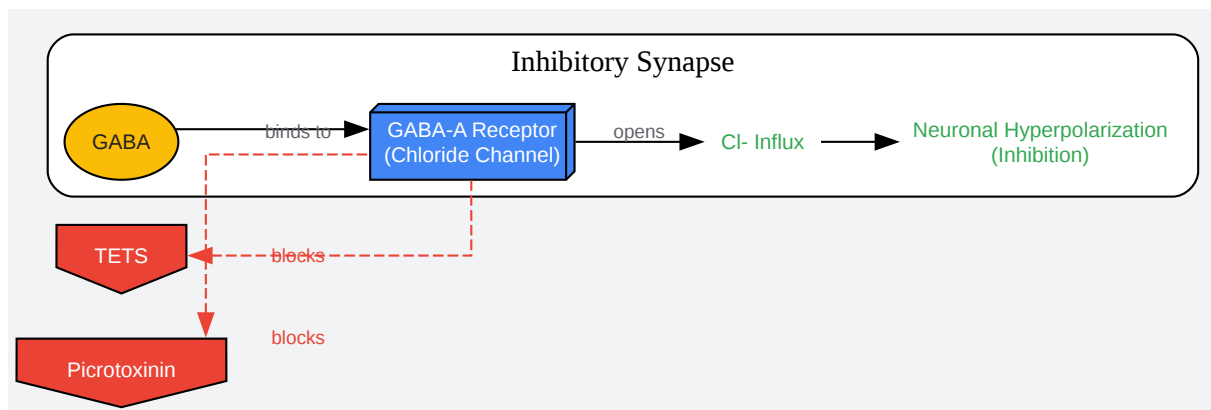 Inhibitory Synapse
GABA
binds to
GABA-A Receptor
(Chloride Channel)
opens
Cl- Influx
Neuronal Hyperpolarization
(Inhibition)
TETS
blocks
blocks
Picrotoxinin